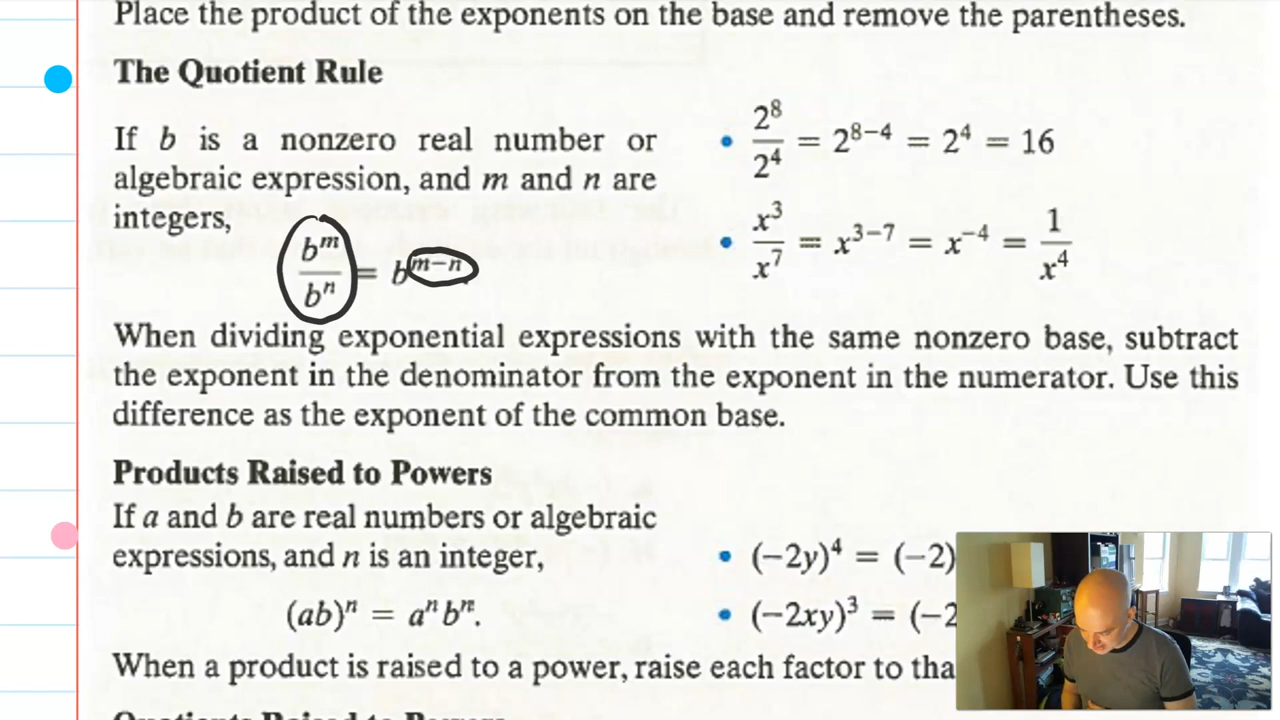 Place the product of the exponents on the base and remove the parentheses.
The Quotient Rule
If b is a nonzero real number or
algebraic expression, and m and n are
integers,
b^m / b^n = b^(m−n)
• 2^8 / 2^4 = 2^(8−4) = 2^4 = 16
• x^3 / x^7 = x^(3−7) = x^(−4) = 1 / x^4
When dividing exponential expressions with the same nonzero base, subtract
the exponent in the denominator from the exponent in the numerator. Use this
difference as the exponent of the common base.
Products Raised to Powers
If a and b are real numbers or algebraic
expressions, and n is an integer,
(ab)^n = a^n b^n.
• (−2y)^4 = (−2)
• (−2xy)^3 = (−2
When a product is raised to a power, raise each factor to tha
Quotients Raised to Powers